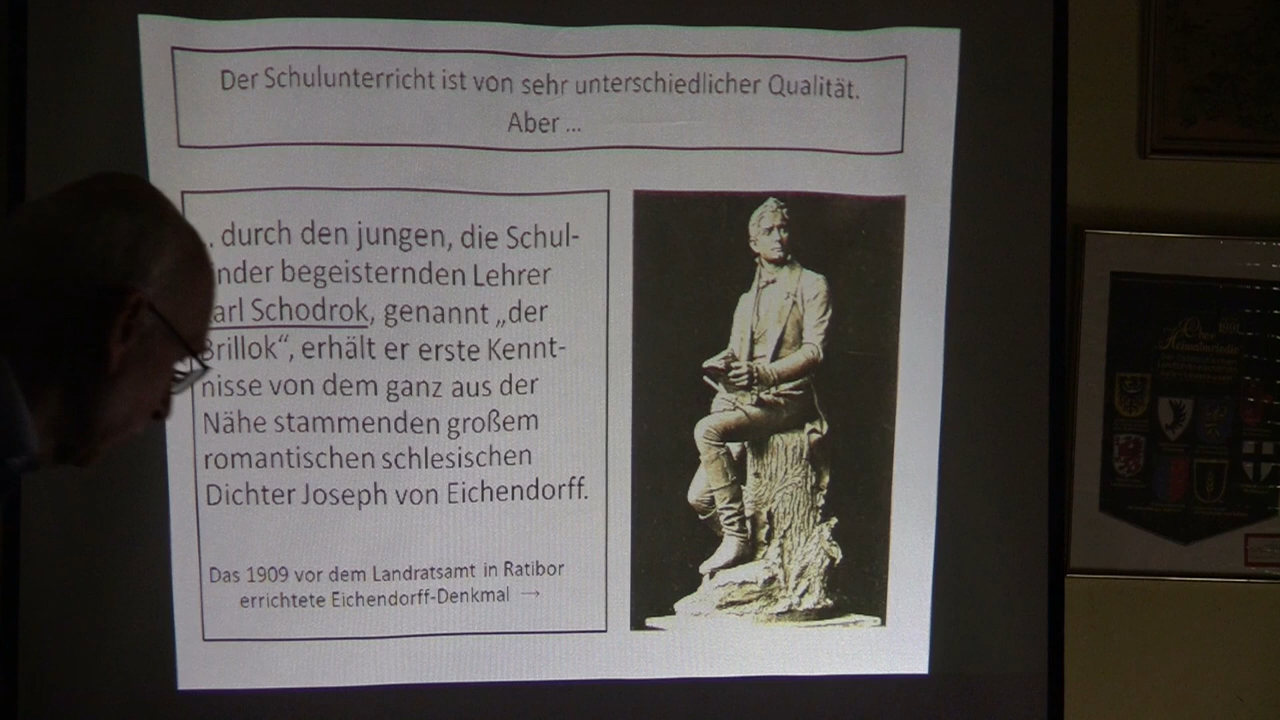 Der Schulunterricht ist von sehr unterschiedlicher Qualität.
Aber ...
. durch den jungen, die Schul-
nder begeisternden Lehrer
arl Schodrok, genannt „der
Brillok“, erhält er erste Kennt-
nisse von dem ganz aus der
Nähe stammenden großem
romantischen schlesischen
Dichter Joseph von Eichendorff.
Das 1909 vor dem Landratsamt in Ratibor
errichtete Eichendorff-Denkmal →